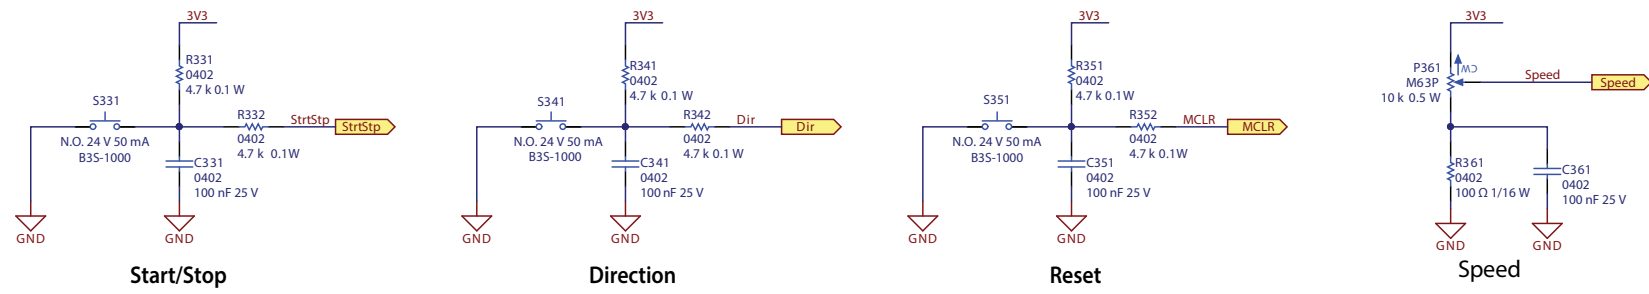 3V3
R331
0402
4.7 k 0.1 W
S331
N.O. 24 V 50 mA
B3S-1000
R332
0402
4.7 k 0.1W
StrtStp
StrtStp
C331
0402
100 nF 25 V
GND
GND
Start/Stop
3V3
R341
0402
4.7 k 0.1 W
S341
N.O. 24 V 50 mA
B3S-1000
R342
0402
4.7 k 0.1 W
Dir
Dir
C341
0402
100 nF 25 V
GND
GND
Direction
3V3
R351
0402
4.7 k 0.1 W
S351
N.O. 24 V 50 mA
B3S-1000
R352
0402
4.7 k 0.1W
MCLR
MCLR
C351
0402
100 nF 25 V
GND
GND
Reset
3V3
P361
M63P
10 k 0.5 W
CW
Speed
Speed
R361
0402
100 Ω 1/16 W
C361
0402
100 nF 25 V
GND
GND
Speed